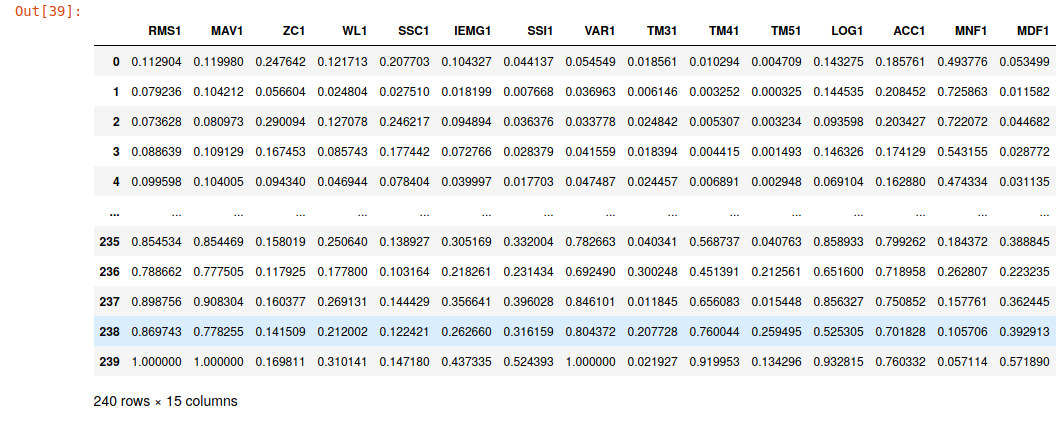 Out[39]:
RMS1 MAV1 ZC1 WL1 SSC1 IEMG1 SSI1 VAR1 TM31 TM41 TM51 LOG1 ACC1 MNF1 MDF1
0 0.112904 0.119980 0.247642 0.121713 0.207703 0.104327 0.044137 0.054549 0.018561 0.010294 0.004709 0.143275 0.185761 0.493776 0.053499
1 0.079236 0.104212 0.056604 0.024804 0.027510 0.018199 0.007668 0.036963 0.006146 0.003252 0.000325 0.144535 0.208452 0.725863 0.011582
2 0.073628 0.080973 0.290094 0.127078 0.246217 0.094894 0.036376 0.033778 0.024842 0.005307 0.003234 0.093598 0.203427 0.722072 0.044682
3 0.088639 0.109129 0.167453 0.085743 0.177442 0.072766 0.028379 0.041559 0.018394 0.004415 0.001493 0.146326 0.174129 0.543155 0.028772
4 0.099598 0.104005 0.094340 0.046944 0.078404 0.039997 0.017703 0.047487 0.024457 0.006891 0.002948 0.069104 0.162880 0.474334 0.031135
... ... ... ... ... ... ... ... ... ... ... ... ... ... ... ...
235 0.854534 0.854469 0.158019 0.250640 0.138927 0.305169 0.332004 0.782663 0.040341 0.568737 0.040763 0.858933 0.799262 0.184372 0.388845
236 0.788662 0.777505 0.117925 0.177800 0.103164 0.218261 0.231434 0.692490 0.300248 0.451391 0.212561 0.651600 0.718958 0.262807 0.223235
237 0.898756 0.908304 0.160377 0.269131 0.144429 0.356641 0.396028 0.846101 0.011845 0.656083 0.015448 0.856327 0.750852 0.157761 0.362445
238 0.869743 0.778255 0.141509 0.212002 0.122421 0.262660 0.316159 0.804372 0.207728 0.760044 0.259495 0.525305 0.701828 0.105706 0.392913
239 1.000000 1.000000 0.169811 0.310141 0.147180 0.437335 0.524393 1.000000 0.021927 0.919953 0.134296 0.932815 0.760332 0.057114 0.571890
240 rows × 15 columns